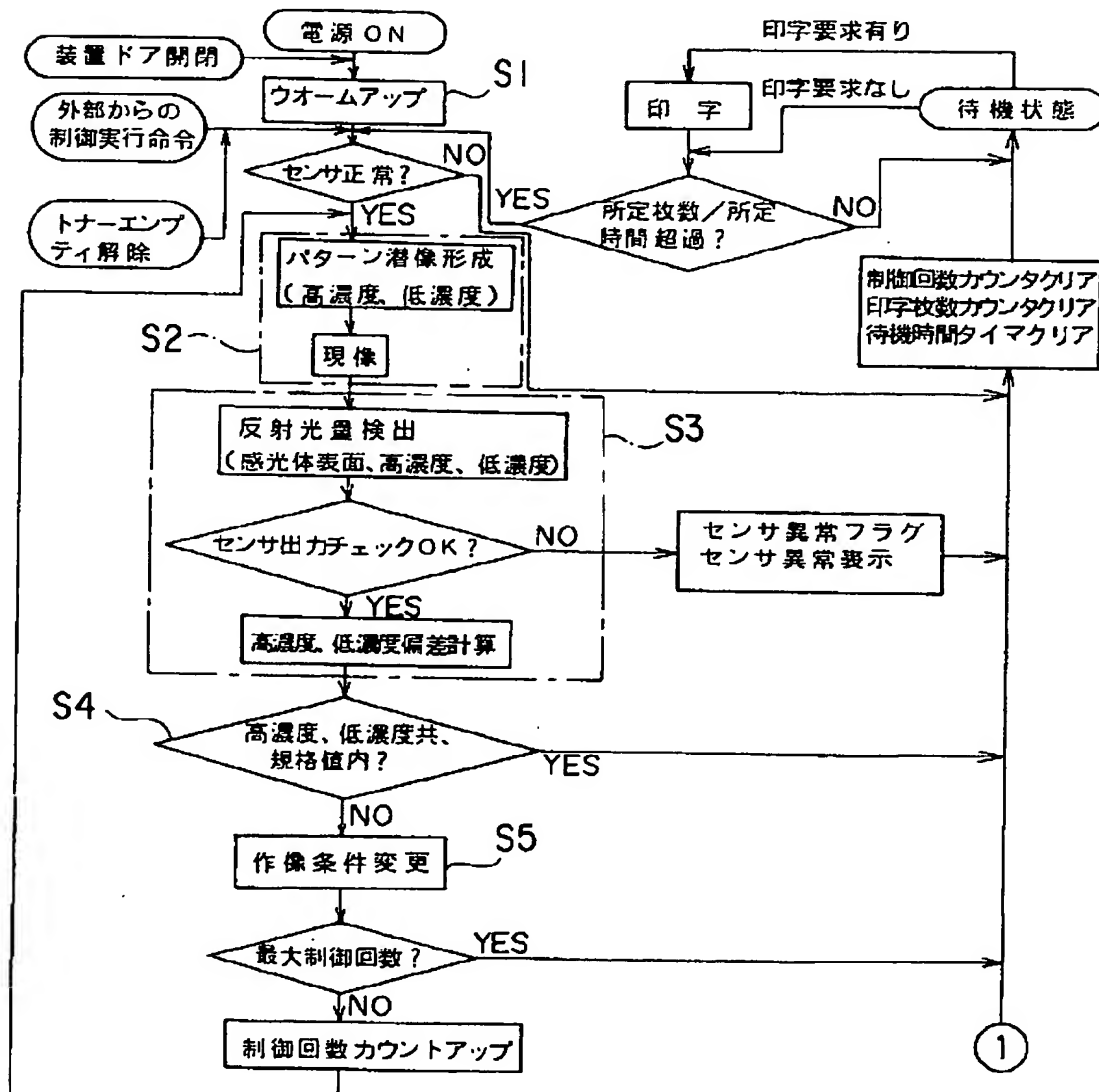 電源ON
装置ドア開閉
ウオームアップ
S1
外部からの
制御実行命令
センサ正常?
NO
YES
トナーエンプ
ティ解除
印字要求有り
印字要求なし
印字
待機状態
YES
所定枚数/所定
時間超過?
NO
制御回数カウンタクリア
印字枚数カウンタクリア
待機時間タイマクリア
パターン潜像形成
(高濃度、低濃度)
S2
現像
反射光量検出
(感光体表面、高濃度、低濃度)
S3
センサ出力チェックOK?
NO
YES
センサ異常フラグ
センサ異常表示
高濃度、低濃度偏差計算
S4
高濃度、低濃度共、
規格値内?
YES
NO
作像条件変更
S5
最大制御回数?
YES
NO
制御回数カウントアップ
1